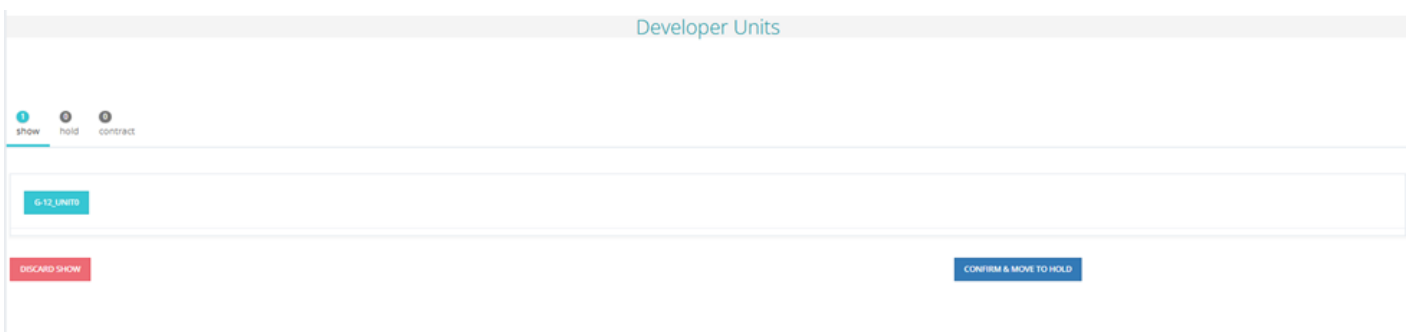 Developer Units
1 0 0
show hold contract
G-12_UNIT0
DISCARD SHOW CONFIRM & MOVE TO HOLD